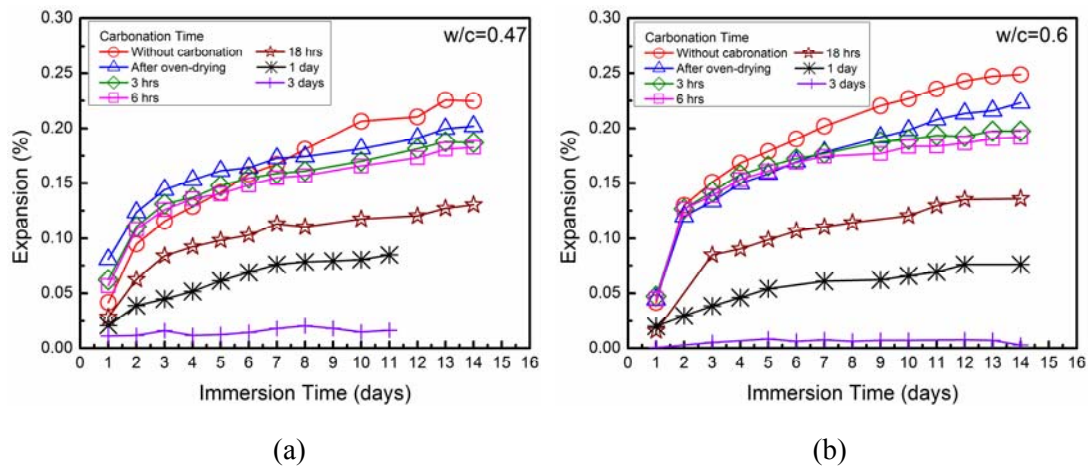 w/c=0.47
Carbonation Time
Without carbonation
After oven-drying
3 hrs
6 hrs
18 hrs
1 day
3 days
Expansion (%)
0.30
0.25
0.20
0.15
0.10
0.05
0.00
0 1 2 3 4 5 6 7 8 9 10 11 12 13 14 15 16
Immersion Time (days)
(a)
w/c=0.6
Carbonation Time
Without cabronation
After oven-drying
3 hrs
6 hrs
18 hrs
1 day
3 days
Expansion (%)
0.30
0.25
0.20
0.15
0.10
0.05
0.00
0 1 2 3 4 5 6 7 8 9 10 11 12 13 14 15 16
Immersion Time (days)
(b)